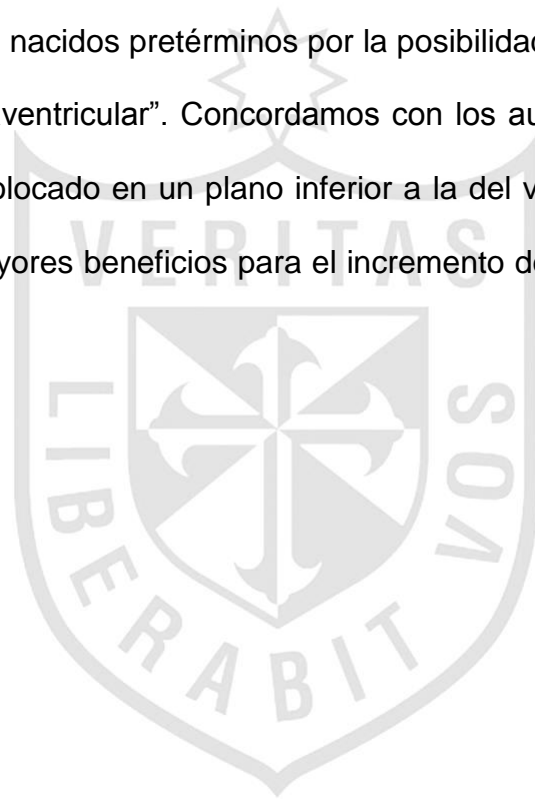 nacidos pretérminos por la posibilidad
ventricular”. Concordamos con los au
olocado en un plano inferior a la del v
yores beneficios para el incremento de
VERITAS
LIBERABIT VOS